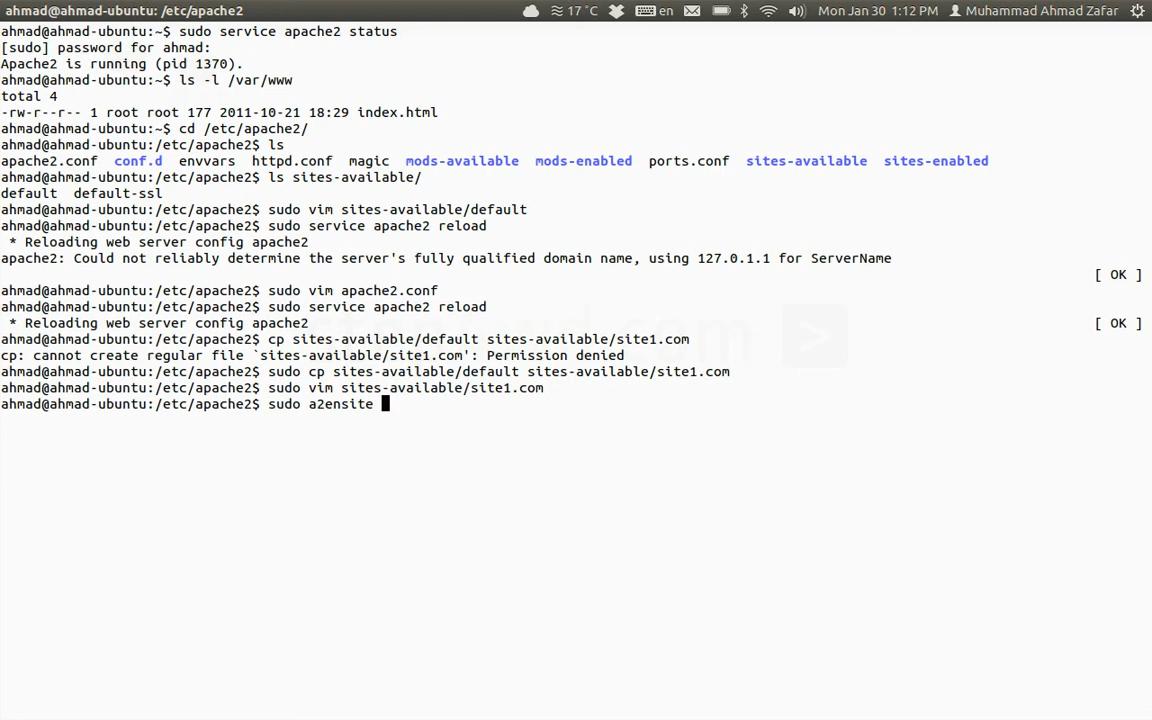 ahmad@ahmad-ubuntu: /etc/apache2 17 °C en Mon Jan 30 1:12 PM Muhammad Ahmad Zafar
ahmad@ahmad-ubuntu:~$ sudo service apache2 status
[sudo] password for ahmad:
Apache2 is running (pid 1370).
ahmad@ahmad-ubuntu:~$ ls -l /var/www
total 4
-rw-r--r-- 1 root root 177 2011-10-21 18:29 index.html
ahmad@ahmad-ubuntu:~$ cd /etc/apache2/
ahmad@ahmad-ubuntu:/etc/apache2$ ls
apache2.conf conf.d envvars httpd.conf magic mods-available mods-enabled ports.conf sites-available sites-enabled
ahmad@ahmad-ubuntu:/etc/apache2$ ls sites-available/
default default-ssl
ahmad@ahmad-ubuntu:/etc/apache2$ sudo vim sites-available/default
ahmad@ahmad-ubuntu:/etc/apache2$ sudo service apache2 reload
* Reloading web server config apache2
apache2: Could not reliably determine the server's fully qualified domain name, using 127.0.1.1 for ServerName
[ OK ]
ahmad@ahmad-ubuntu:/etc/apache2$ sudo vim apache2.conf
ahmad@ahmad-ubuntu:/etc/apache2$ sudo service apache2 reload
* Reloading web server config apache2 [ OK ]
ahmad@ahmad-ubuntu:/etc/apache2$ cp sites-available/default sites-available/site1.com
cp: cannot create regular file `sites-available/site1.com': Permission denied
ahmad@ahmad-ubuntu:/etc/apache2$ sudo cp sites-available/default sites-available/site1.com
ahmad@ahmad-ubuntu:/etc/apache2$ sudo vim sites-available/site1.com
ahmad@ahmad-ubuntu:/etc/apache2$ sudo a2ensite